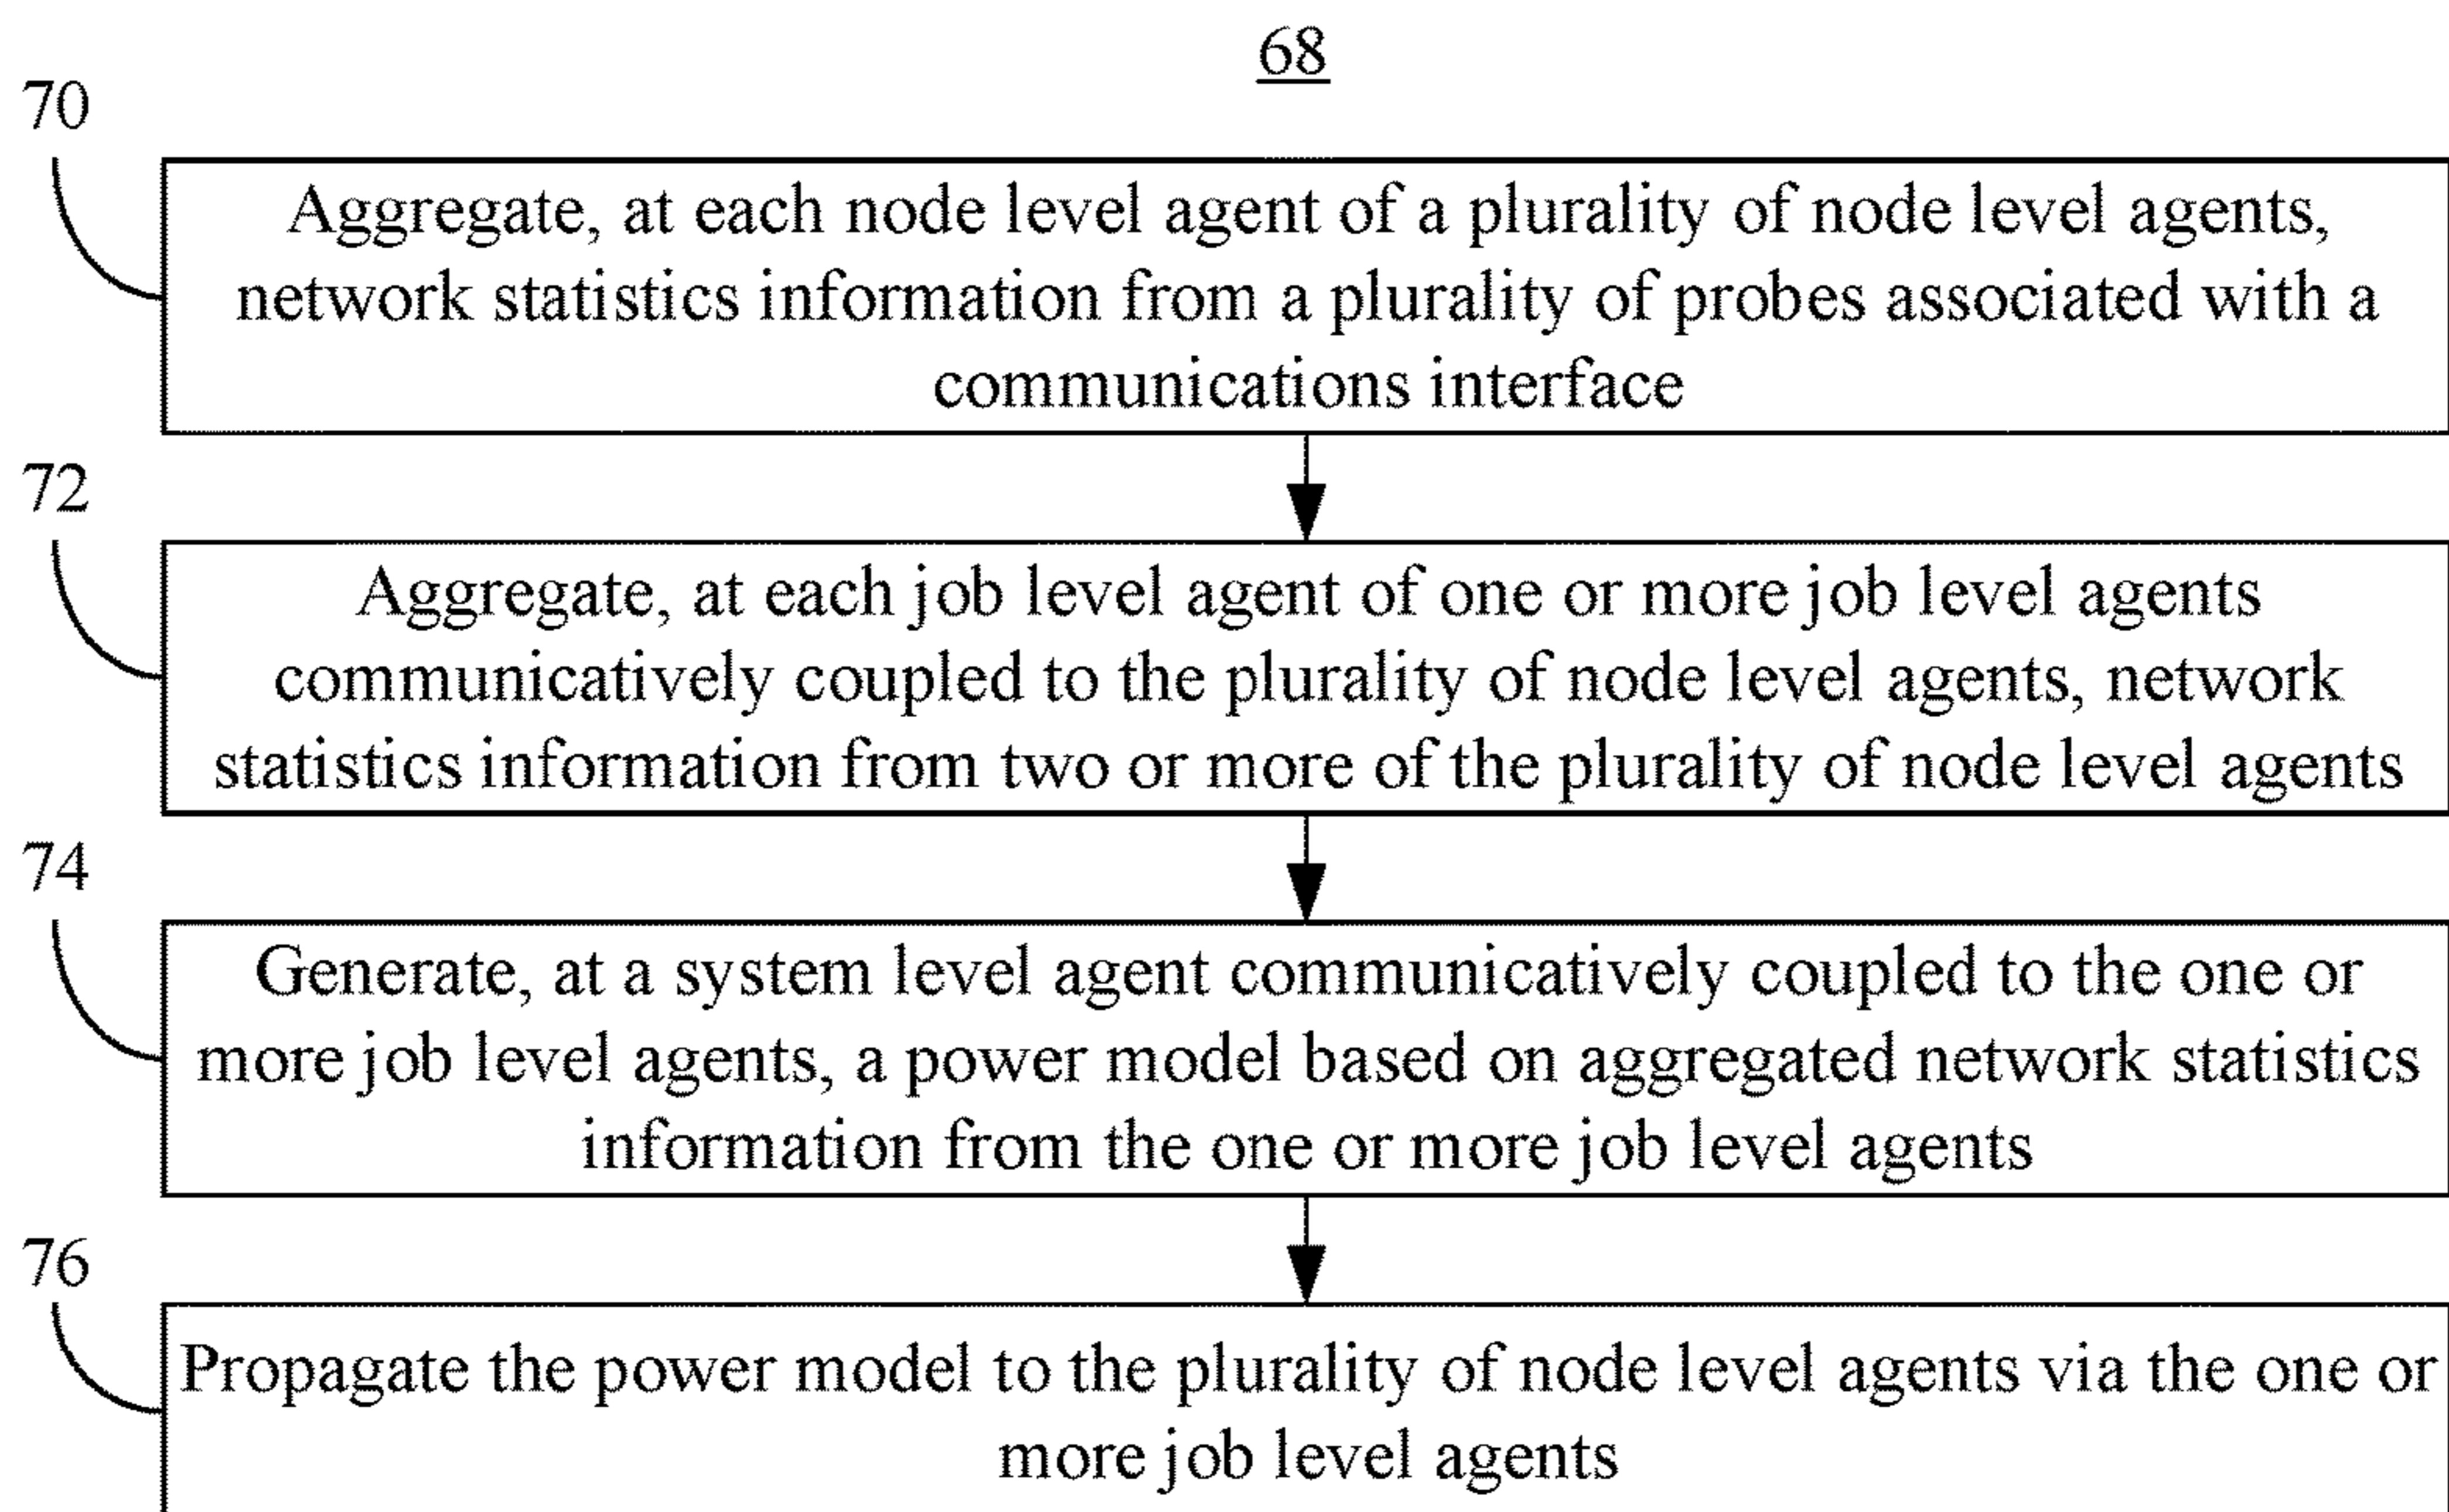 68
70
Aggregate, at each node level agent of a plurality of node level agents,
network statistics information from a plurality of probes associated with a
communications interface
72
Aggregate, at each job level agent of one or more job level agents
communicatively coupled to the plurality of node level agents, network
statistics information from two or more of the plurality of node level agents
74
Generate, at a system level agent communicatively coupled to the one or
more job level agents, a power model based on aggregated network statistics
information from the one or more job level agents
76
Propagate the power model to the plurality of node level agents via the one or
more job level agents